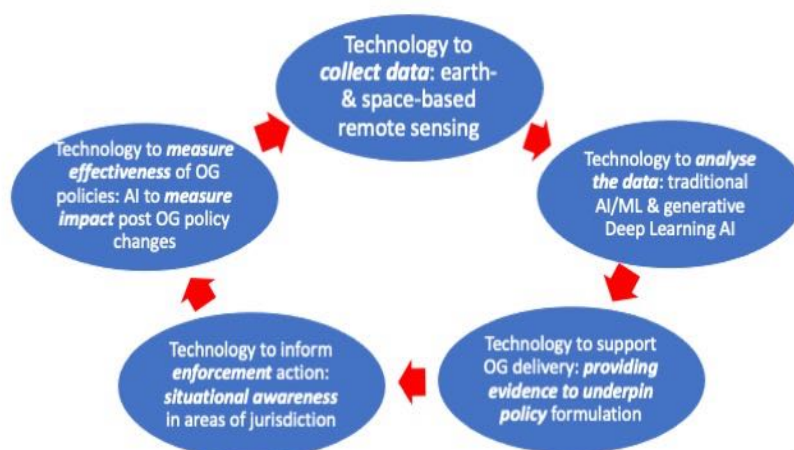 Technology to
collect data: earth-
& space-based
remote sensing
Technology to analyse
the data: traditional
AI/ML & generative
Deep Learning AI
Technology to support
OG delivery: providing
evidence to underpin
policy formulation
Technology to inform
enforcement action:
situational awareness
in areas of jurisdiction
Technology to measure
effectiveness of OG
policies: AI to measure
impact post OG policy
changes